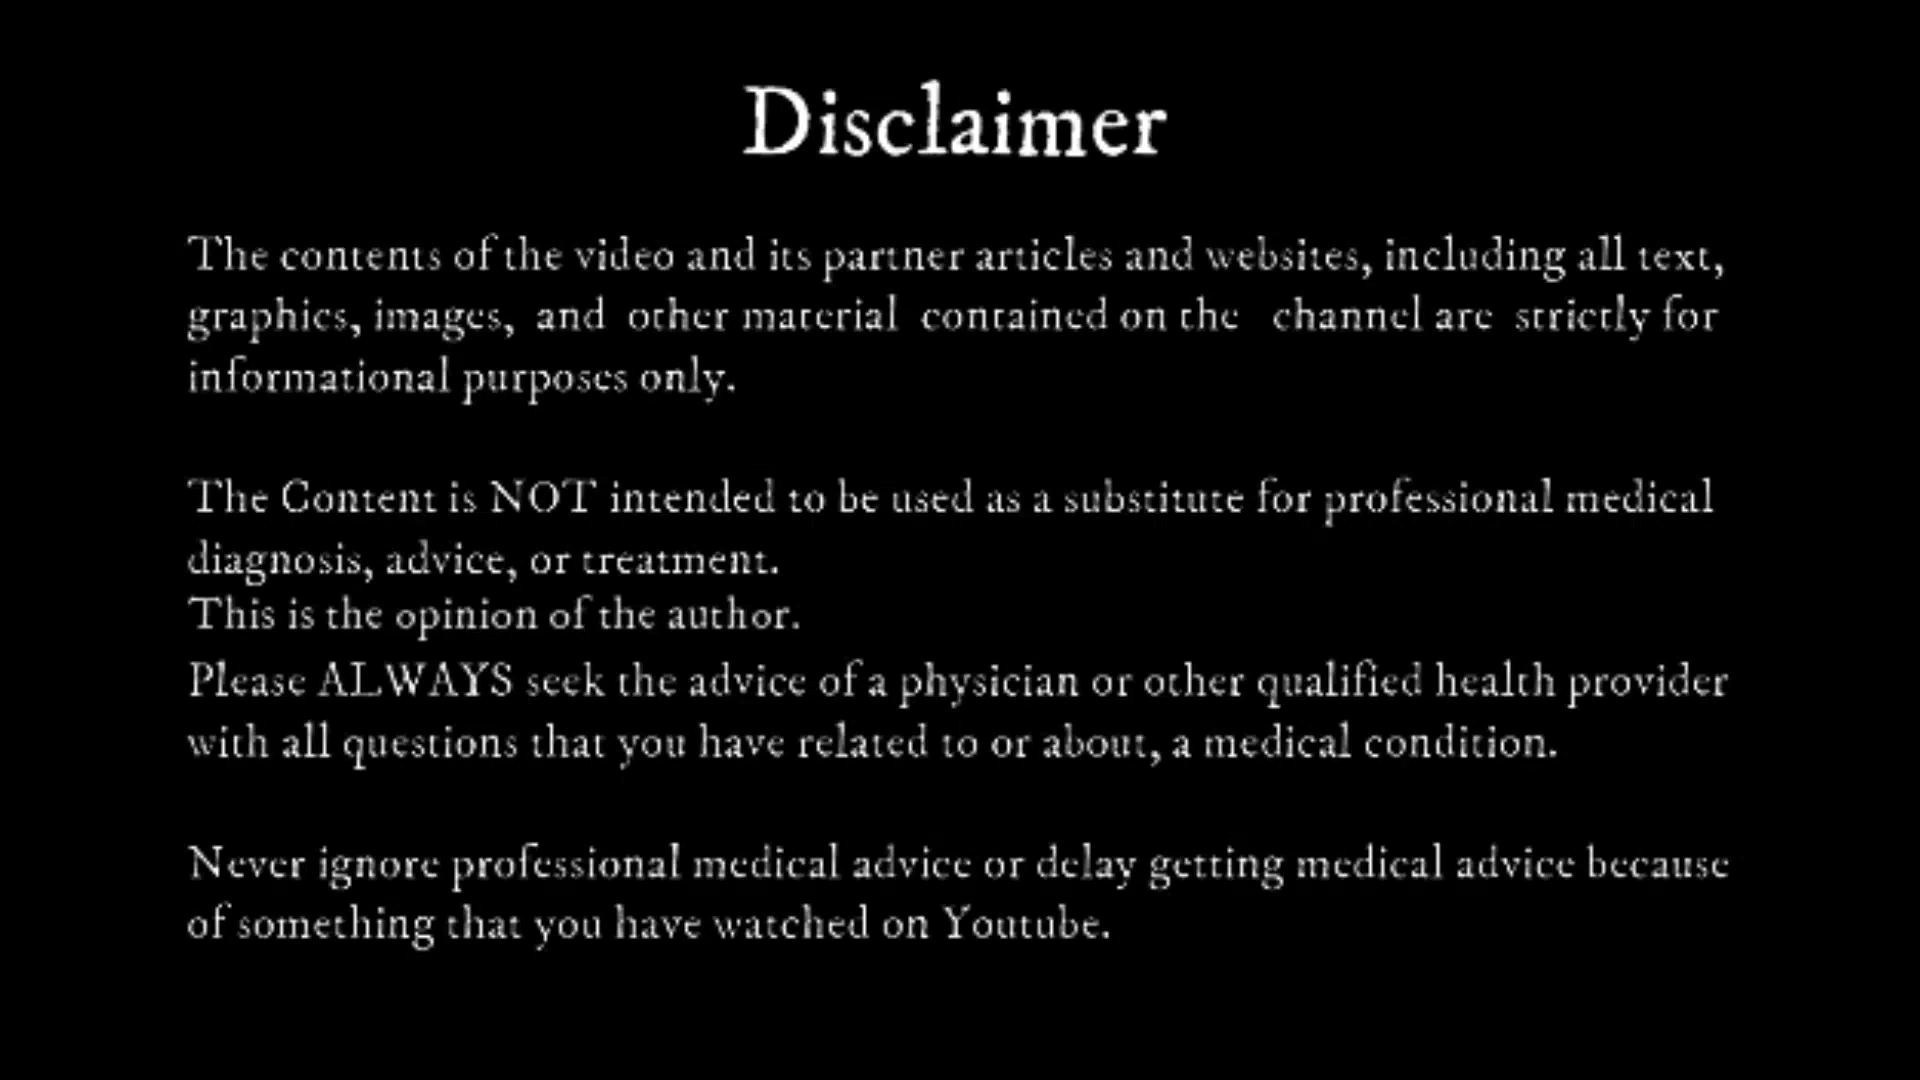 Disclaimer
The contents of the video and its partner articles and websites, including all text,
graphics, images, and other material contained on the channel are strictly for
informational purposes only.
The Content is NOT intended to be used as a substitute for professional medical
diagnosis, advice, or treatment.
This is the opinion of the author.
Please ALWAYS seek the advice of a physician or other qualified health provider
with all questions that you have related to or about, a medical condition.
Never ignore professional medical advice or delay getting medical advice because
of something that you have watched on Youtube.